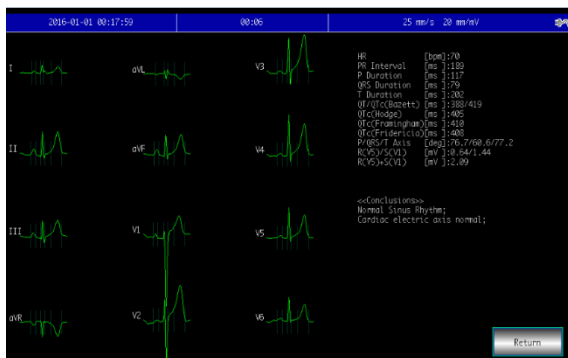 2016-01-01 00:17:59 00:06 25 mm/s 20 mm/mV
I aVL V3
II aVF V4
III V1 V5
aVR V2 V6
HR [bpm]:70
PR Interval [ms ]:189
P Duration [ms ]:117
QRS Duration [ms ]:79
T Duration [ms ]:202
QT/QTc(Bazett) [ms ]:388/419
QTc(Hodge) [ms ]:405
QTc(Framingham)[ms ]:410
QTc(Fridericia)[ms ]:408
P/QRS/T Axis [deg]:76.7/60.6/77.2
R(V5)/S(V1) [mV ]:0.64/1.44
R(V5)+S(V1) [mV ]:2.09
<<Conclusions>>
Normal Sinus Rhythm;
Cardiac electric axis normal;
Return